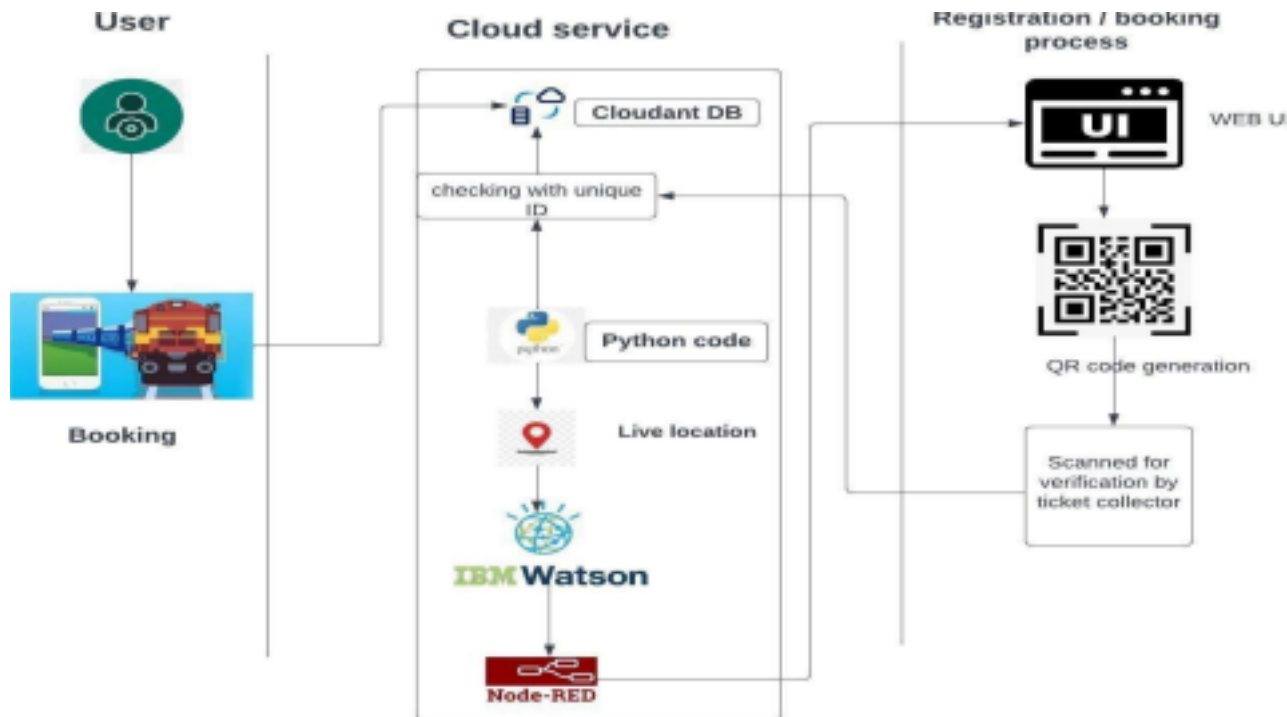 User
Cloud service
Registration / booking
process
Cloudant DB
UI
WEB UI
checking with unique
ID
python
Python code
QR code generation
Booking
Live location
Scanned for
verification by
ticket collector
IBM Watson
Node-RED